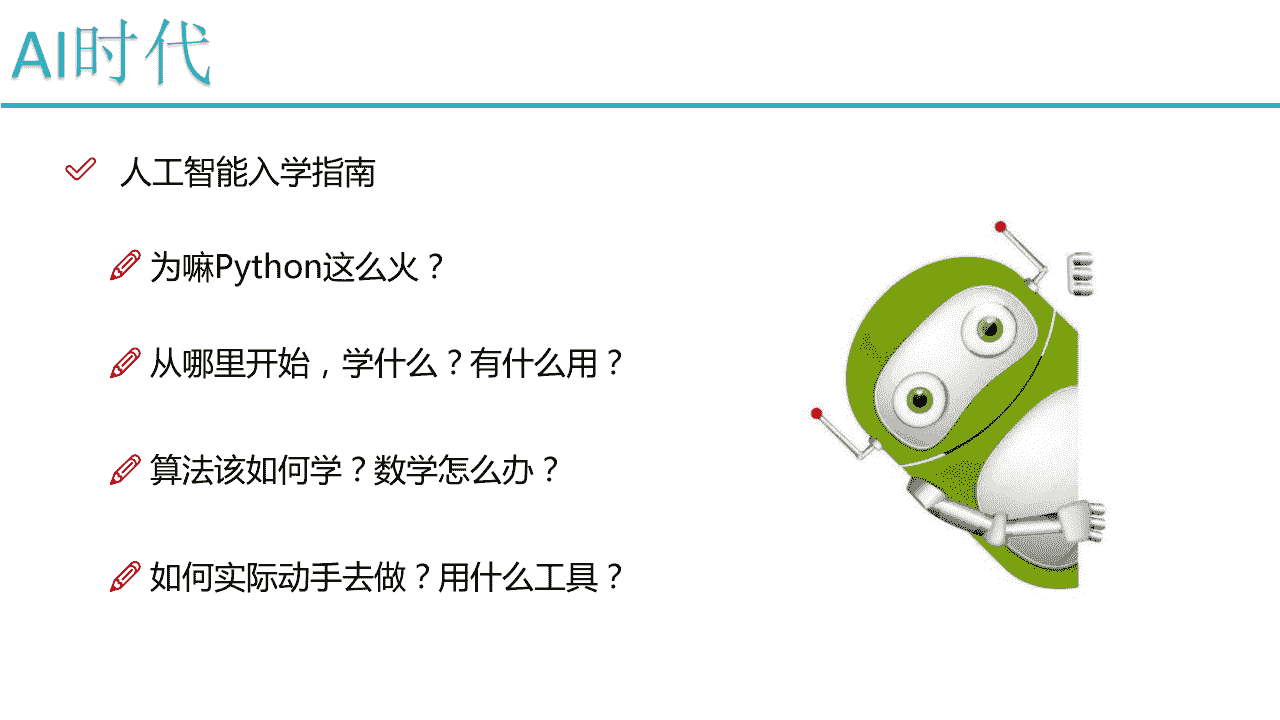 AI时代
人工智能入学指南
为嘛Python这么火？
从哪里开始，学什么？有什么用？
算法该如何学？数学怎么办？
如何实际动手去做？用什么工具？